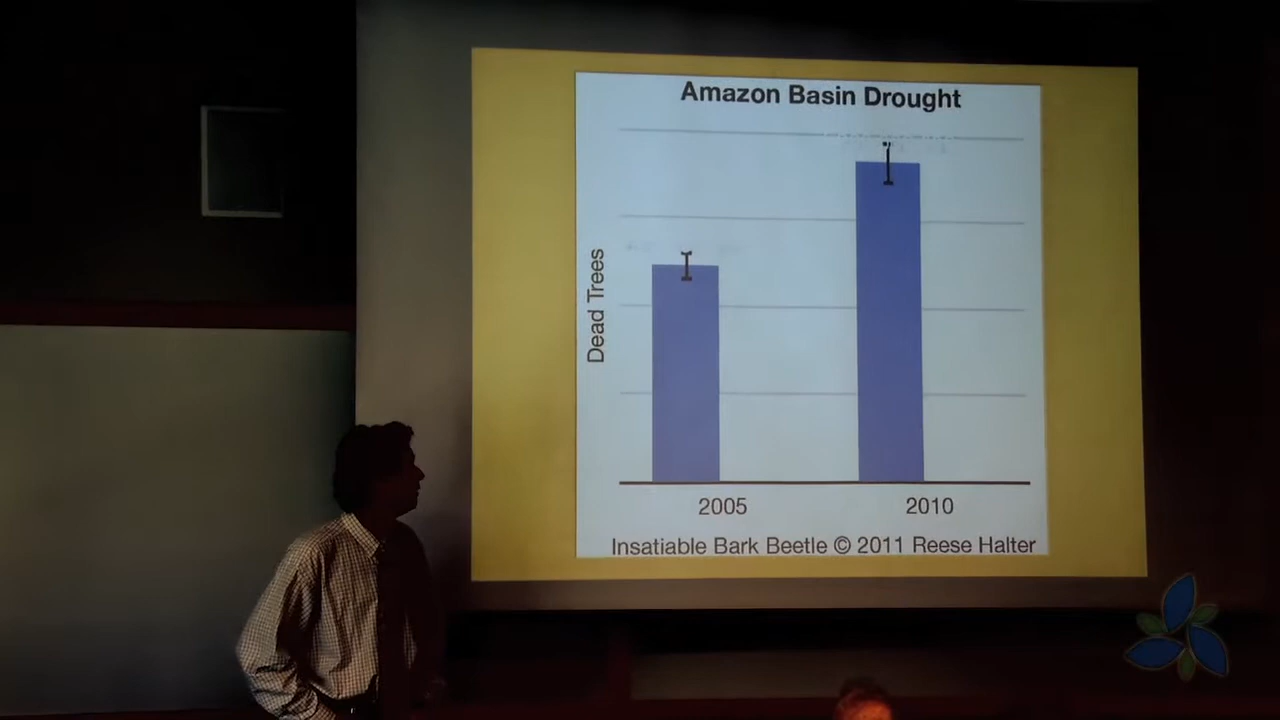 Amazon Basin Drought
Dead Trees
2005
2010
Insatiable Bark Beetle © 2011 Reese Halter